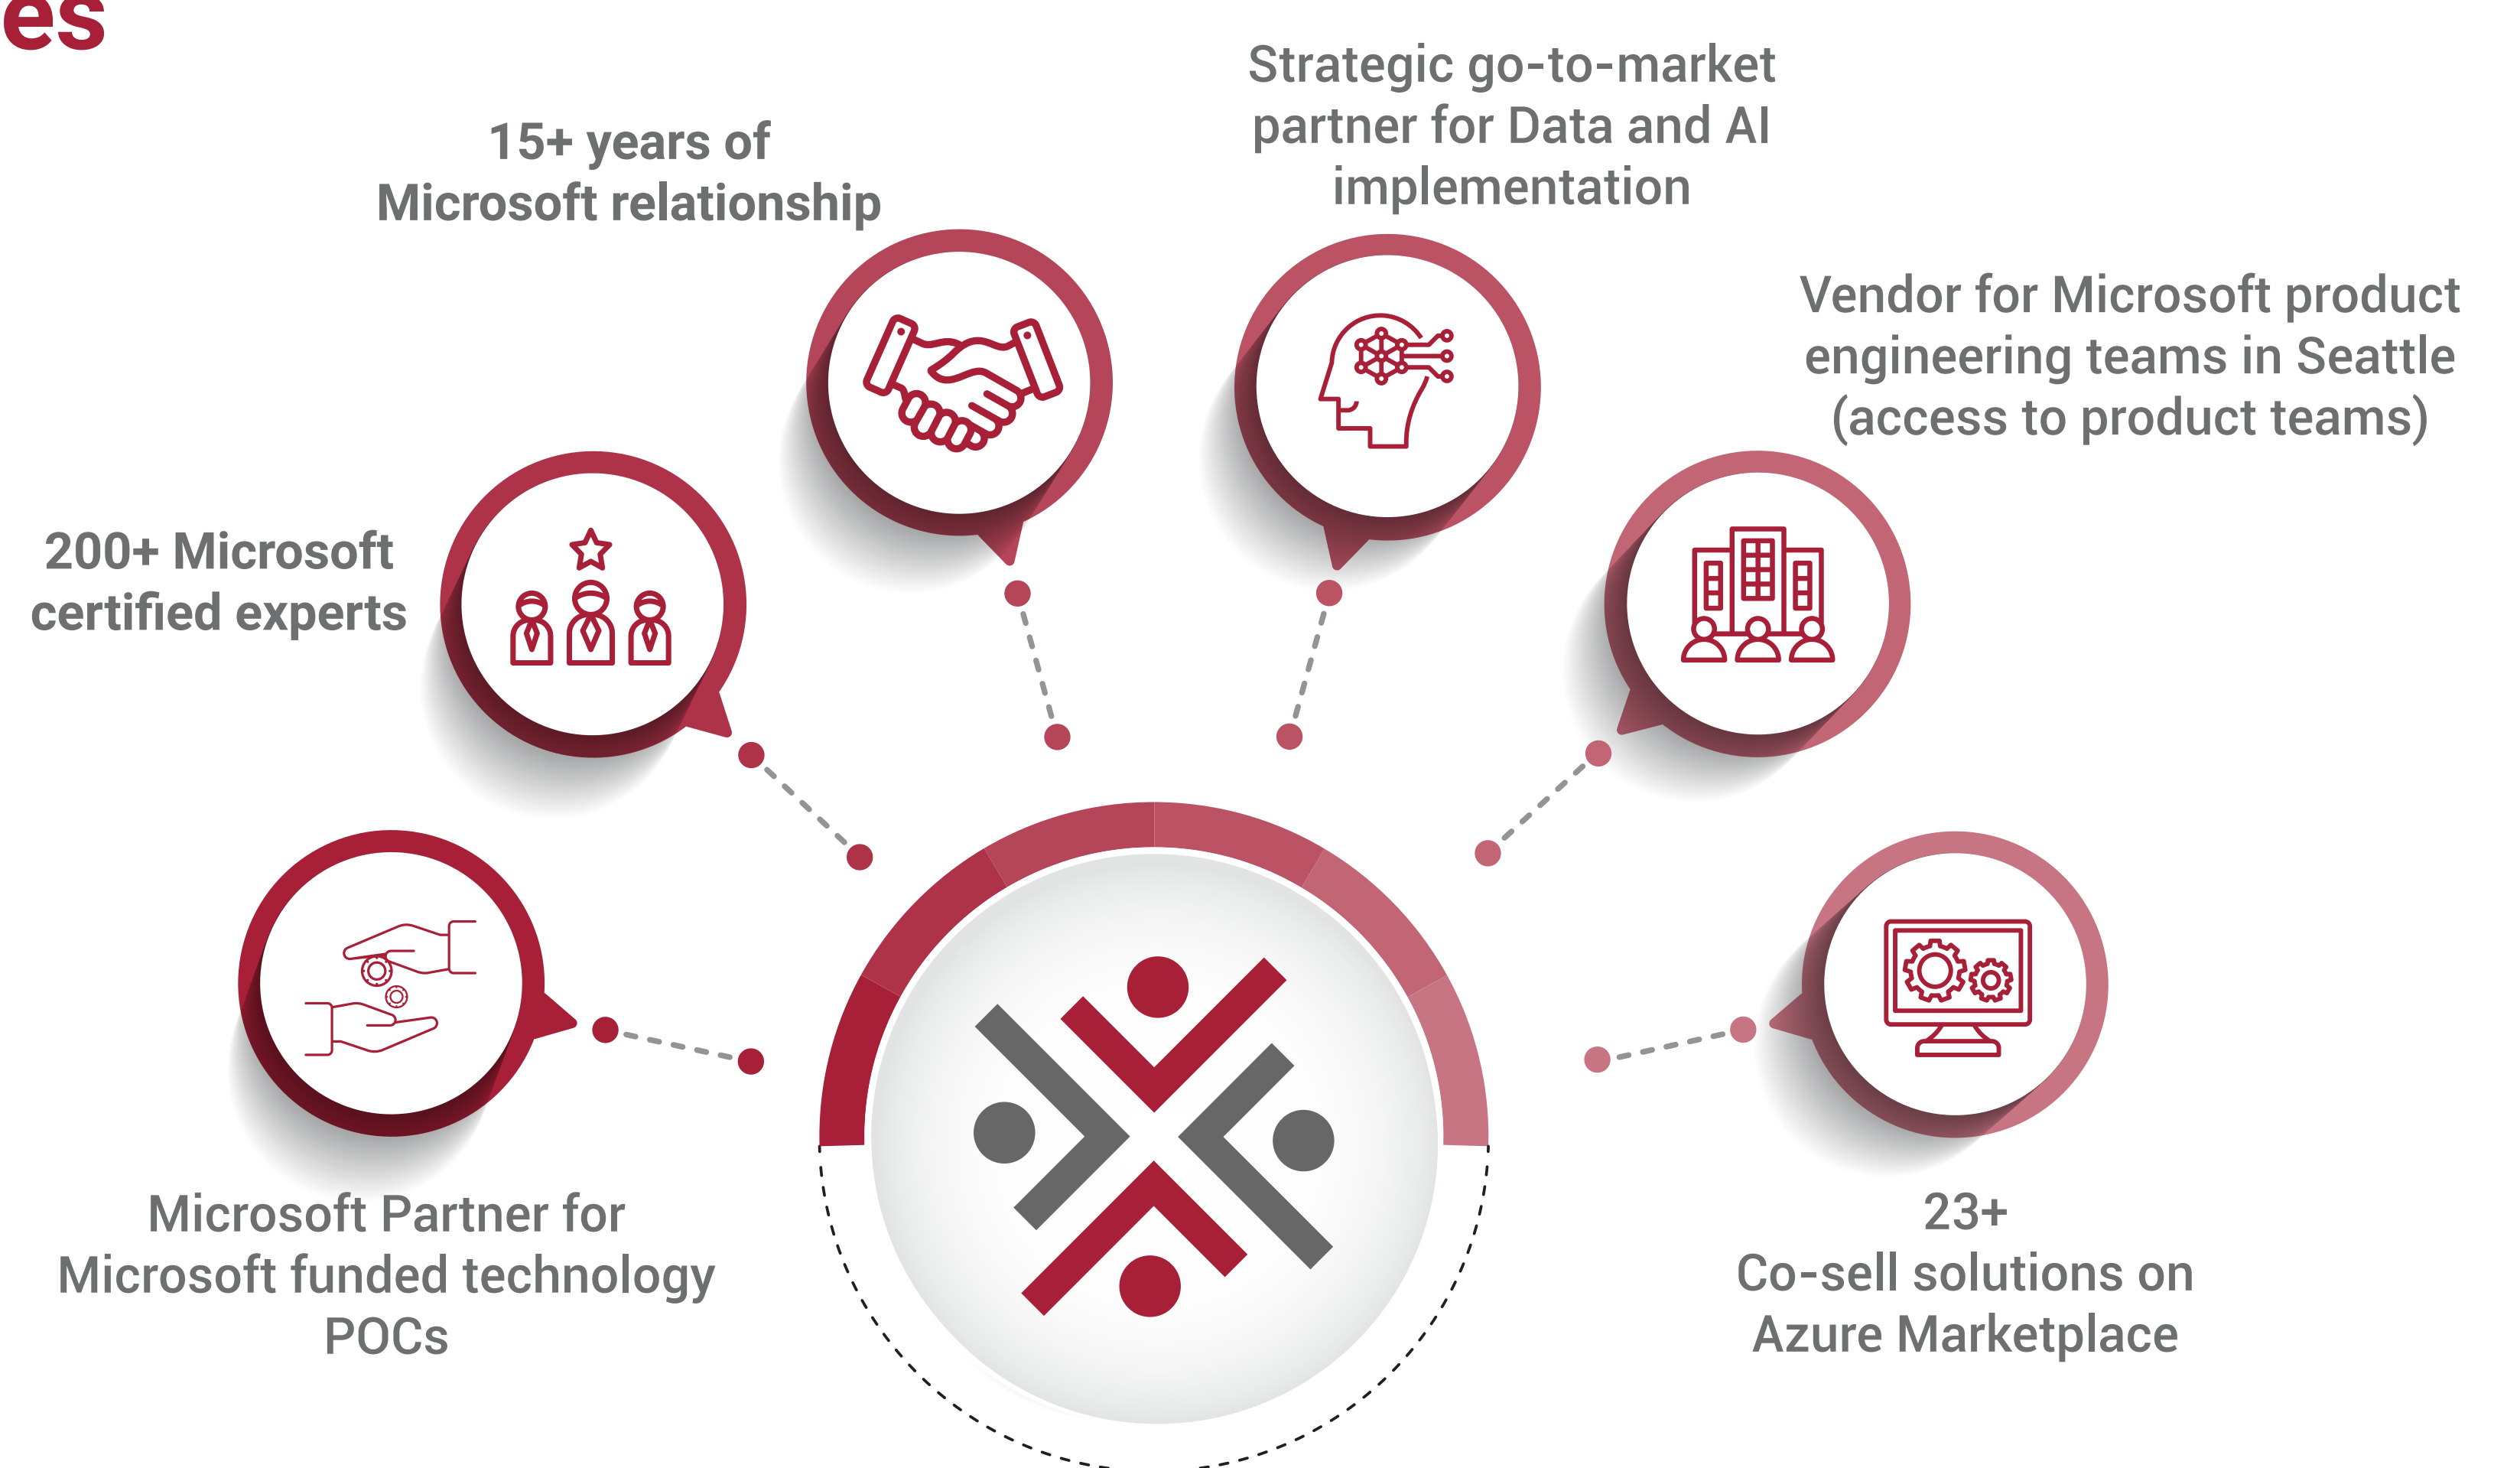 es
15+ years of
Microsoft relationship
Strategic go-to-market
partner for Data and AI
implementation
Vendor for Microsoft product
engineering teams in Seattle
(access to product teams)
200+ Microsoft
certified experts
Microsoft Partner for
Microsoft funded technology
POCs
23+
Co-sell solutions on
Azure Marketplace